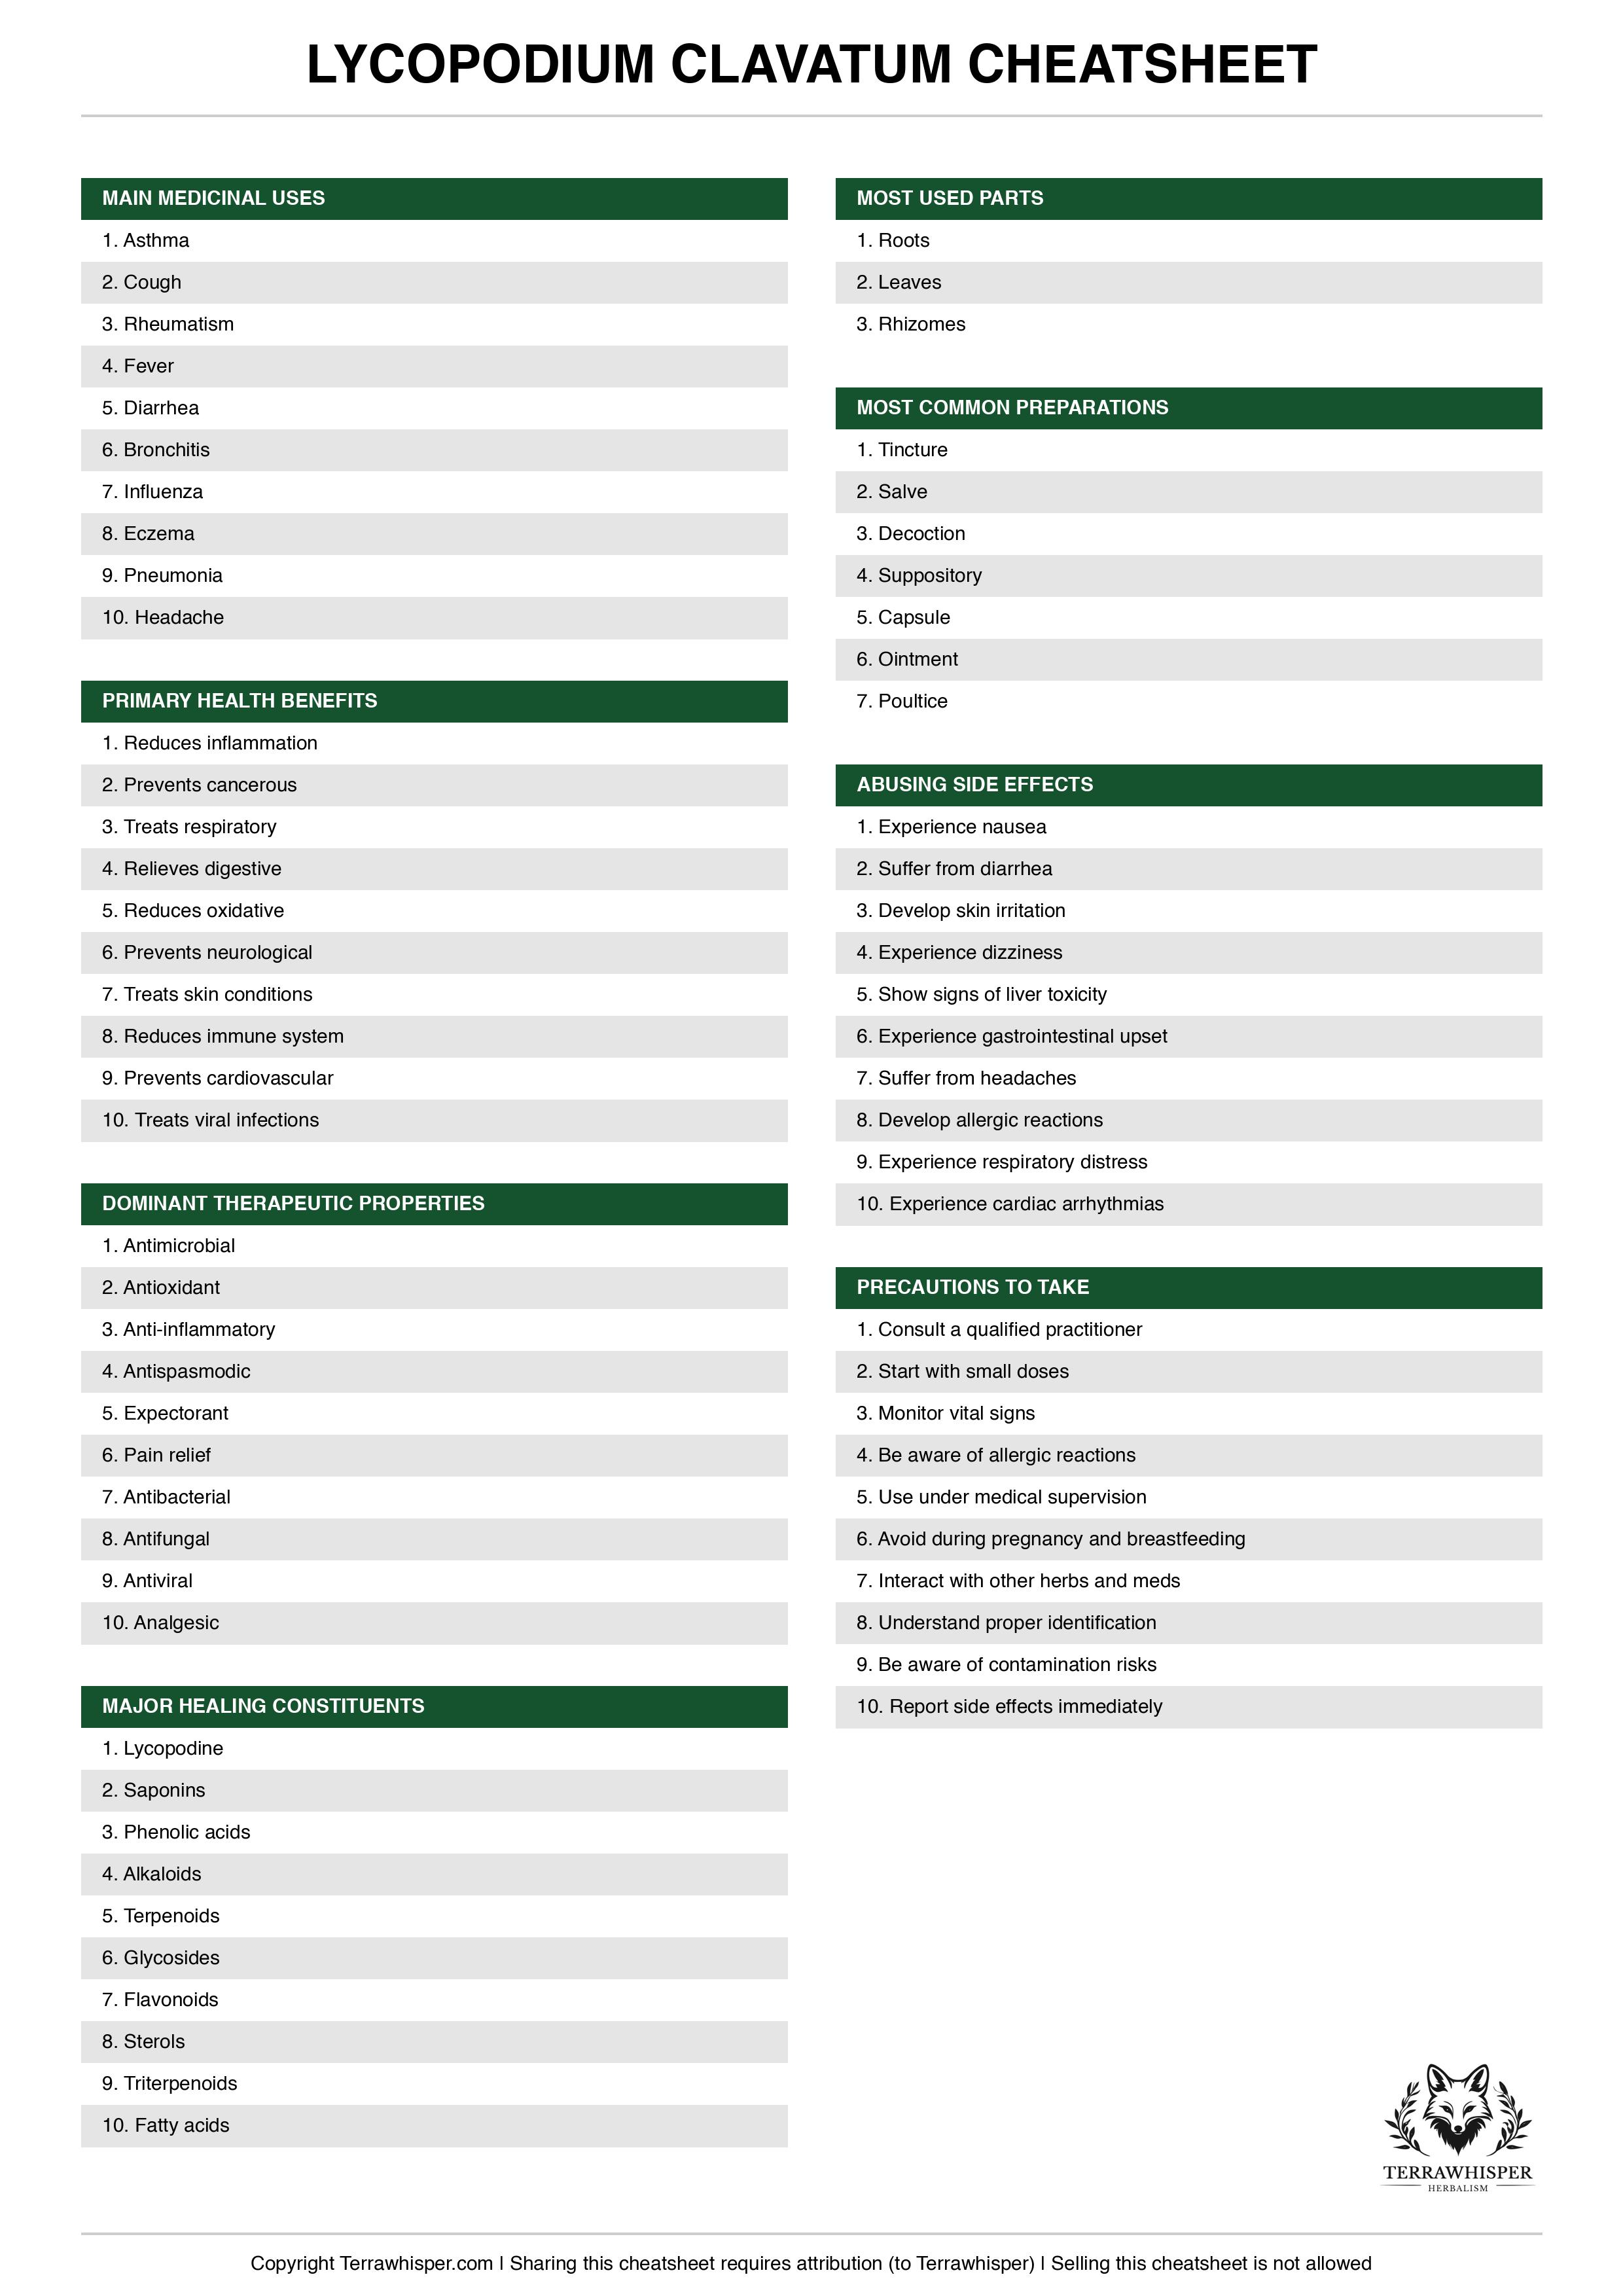 LYCOPODIUM CLAVATUM CHEATSHEET
MAIN MEDICINAL USES
1. Asthma
2. Cough
3. Rheumatism
4. Fever
5. Diarrhea
6. Bronchitis
7. Influenza
8. Eczema
9. Pneumonia
10. Headache
PRIMARY HEALTH BENEFITS
1. Reduces inflammation
2. Prevents cancerous
3. Treats respiratory
4. Relieves digestive
5. Reduces oxidative
6. Prevents neurological
7. Treats skin conditions
8. Reduces immune system
9. Prevents cardiovascular
10. Treats viral infections
DOMINANT THERAPEUTIC PROPERTIES
1. Antimicrobial
2. Antioxidant
3. Anti-inflammatory
4. Antispasmodic
5. Expectorant
6. Pain relief
7. Antibacterial
8. Antifungal
9. Antiviral
10. Analgesic
MAJOR HEALING CONSTITUENTS
1. Lycopodine
2. Saponins
3. Phenolic acids
4. Alkaloids
5. Terpenoids
6. Glycosides
7. Flavonoids
8. Sterols
9. Triterpenoids
10. Fatty acids
MOST USED PARTS
1. Roots
2. Leaves
3. Rhizomes
MOST COMMON PREPARATIONS
1. Tincture
2. Salve
3. Decoction
4. Suppository
5. Capsule
6. Ointment
7. Poultice
ABUSING SIDE EFFECTS
1. Experience nausea
2. Suffer from diarrhea
3. Develop skin irritation
4. Experience dizziness
5. Show signs of liver toxicity
6. Experience gastrointestinal upset
7. Suffer from headaches
8. Develop allergic reactions
9. Experience respiratory distress
10. Experience cardiac arrhythmias
PRECAUTIONS TO TAKE
1. Consult a qualified practitioner
2. Start with small doses
3. Monitor vital signs
4. Be aware of allergic reactions
5. Use under medical supervision
6. Avoid during pregnancy and breastfeeding
7. Interact with other herbs and meds
8. Understand proper identification
9. Be aware of contamination risks
10. Report side effects immediately
TERRAWHISPER
HERBALISM
Copyright Terrawhisper.com | Sharing this cheatsheet requires attribution (to Terrawhisper) | Selling this cheatsheet is not allowed